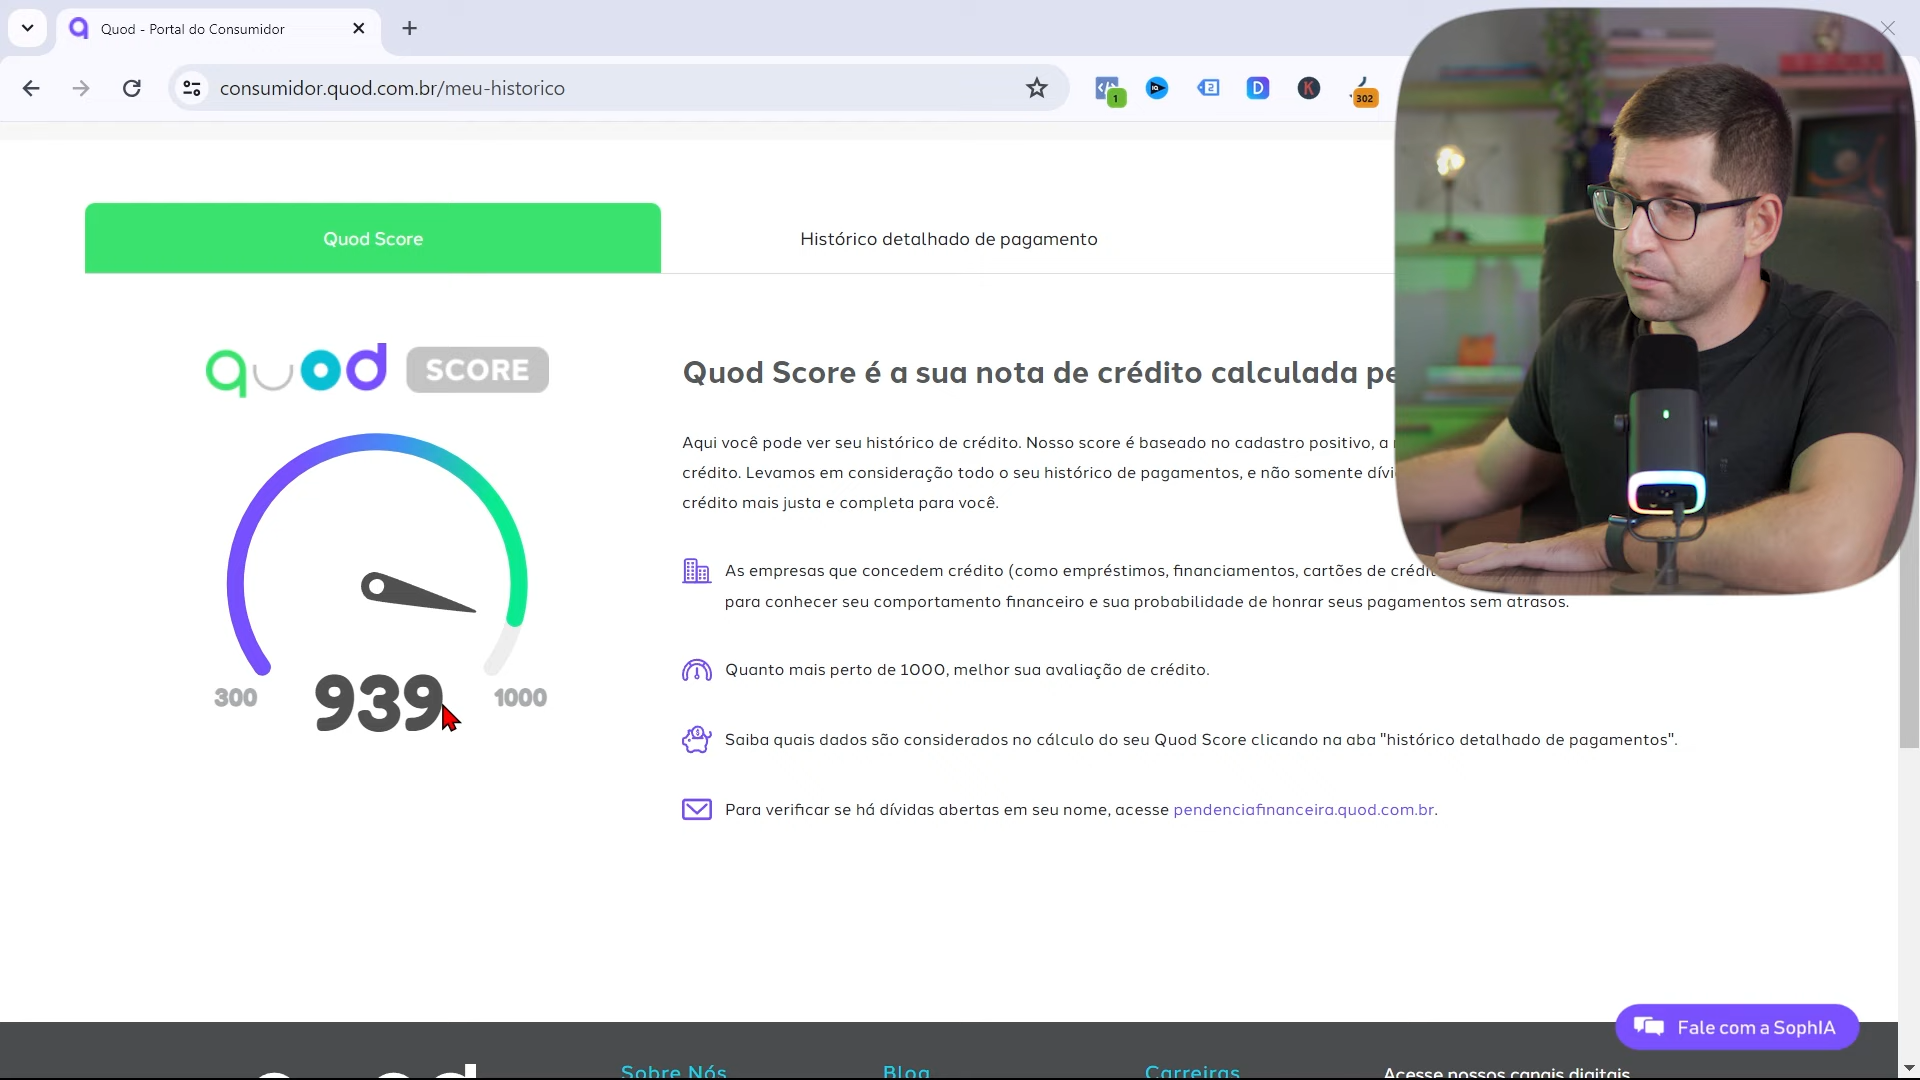 Quod - Portal do Consumidor
consumidor.quod.com.br/meu-historico
1
2
D
K
302
Quod Score
Histórico detalhado de pagamento
quod SCORE
300
939
1000
Quod Score é a sua nota de crédito calculada
Aqui você pode ver seu histórico de crédito. Nosso score é baseado no cadastro positivo, a
crédito. Levamos em consideração todo o seu histórico de pagamentos, e não somente
crédito mais justa e completa para você.
As empresas que concedem crédito (como empréstimos, financiamentos, cartões de
para conhecer seu comportamento financeiro e sua probabilidade de honrar seus pagamentos sem atrasos.
Quanto mais perto de 1000, melhor sua avaliação de crédito.
Saiba quais dados são considerados no cálculo do seu Quod Score clicando na aba "histórico detalhado de pagamentos".
Para verificar se há dívidas abertas em seu nome, acesse pendenciafinanceira.quod.com.br.
Fale com a SophIA
Sobre Nós
Blog
Carreiras
Acesse nossos canais digitais